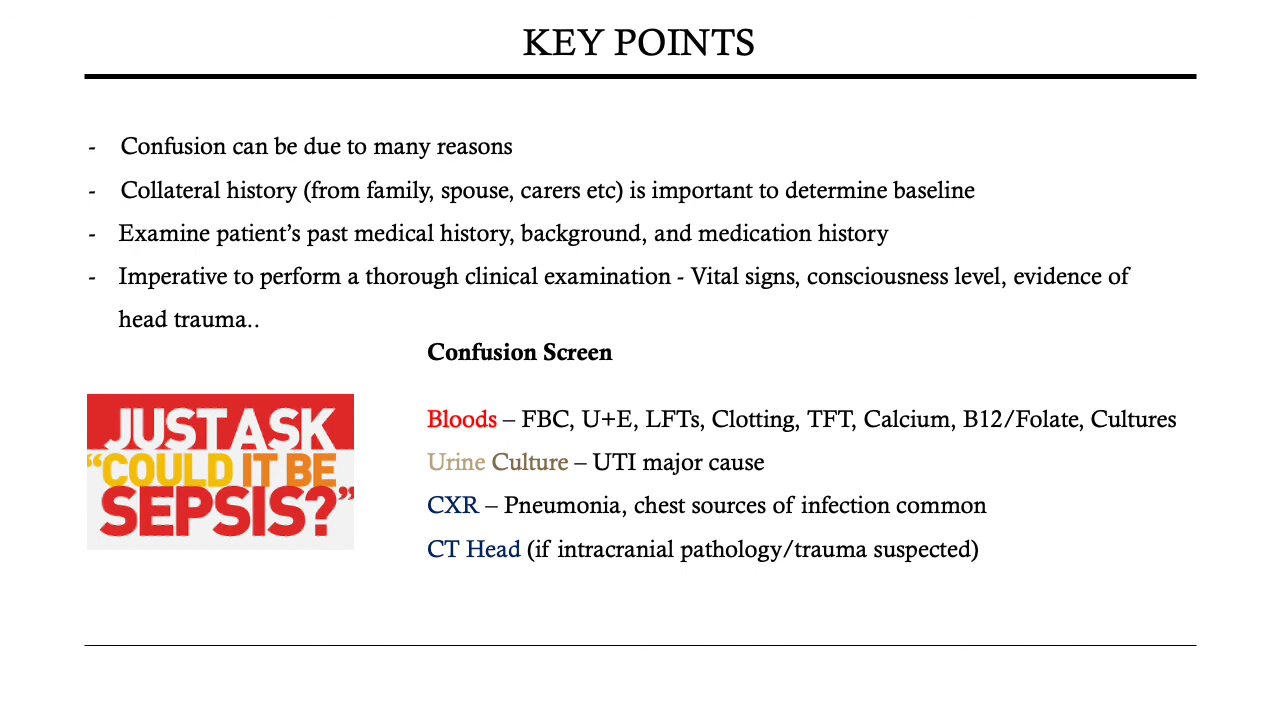 KEY POINTS
- Confusion can be due to many reasons
- Collateral history (from family, spouse, carers etc) is important to determine baseline
- Examine patient’s past medical history, background, and medication history
- Imperative to perform a thorough clinical examination - Vital signs, consciousness level, evidence of
head trauma..
Confusion Screen
JUST ASK
“COULD IT BE
SEPSIS?”
Bloods – FBC, U+E, LFTs, Clotting, TFT, Calcium, B12/Folate, Cultures
Urine Culture – UTI major cause
CXR – Pneumonia, chest sources of infection common
CT Head (if intracranial pathology/trauma suspected)